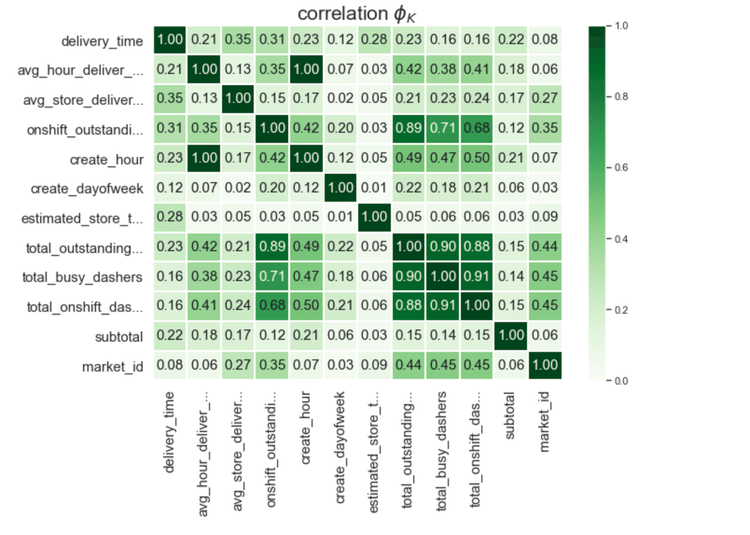 correlation ϕK
delivery_time 1.00 0.21 0.35 0.31 0.23 0.12 0.28 0.23 0.16 0.16 0.22 0.08
avg_hour_deliver_... 0.21 1.00 0.13 0.35 1.00 0.07 0.03 0.42 0.38 0.41 0.18 0.06
avg_store_deliver... 0.35 0.13 1.00 0.15 0.17 0.02 0.05 0.21 0.23 0.24 0.17 0.27
onshift_outstandi... 0.31 0.35 0.15 1.00 0.42 0.20 0.03 0.89 0.71 0.68 0.12 0.35
create_hour 0.23 1.00 0.17 0.42 1.00 0.12 0.05 0.49 0.47 0.50 0.21 0.07
create_dayofweek 0.12 0.07 0.02 0.20 0.12 1.00 0.01 0.22 0.18 0.21 0.06 0.03
estimated_store_t... 0.28 0.03 0.05 0.03 0.05 0.01 1.00 0.05 0.06 0.06 0.03 0.09
total_outstanding... 0.23 0.42 0.21 0.89 0.49 0.22 0.05 1.00 0.90 0.88 0.15 0.44
total_busy_dashers 0.16 0.38 0.23 0.71 0.47 0.18 0.06 0.90 1.00 0.91 0.14 0.45
total_onshift_das... 0.16 0.41 0.24 0.68 0.50 0.21 0.06 0.88 0.91 1.00 0.15 0.45
subtotal 0.22 0.18 0.17 0.12 0.21 0.06 0.03 0.15 0.14 0.15 1.00 0.06
market_id 0.08 0.06 0.27 0.35 0.07 0.03 0.09 0.44 0.45 0.45 0.06 1.00
delivery_time
avg_hour_deliver_...
avg_store_deliver...
onshift_outstandi...
create_hour
create_dayofweek
estimated_store_t...
total_outstanding...
total_busy_dashers
total_onshift_das...
subtotal
market_id
1.0
0.8
0.6
0.4
0.2
0.0